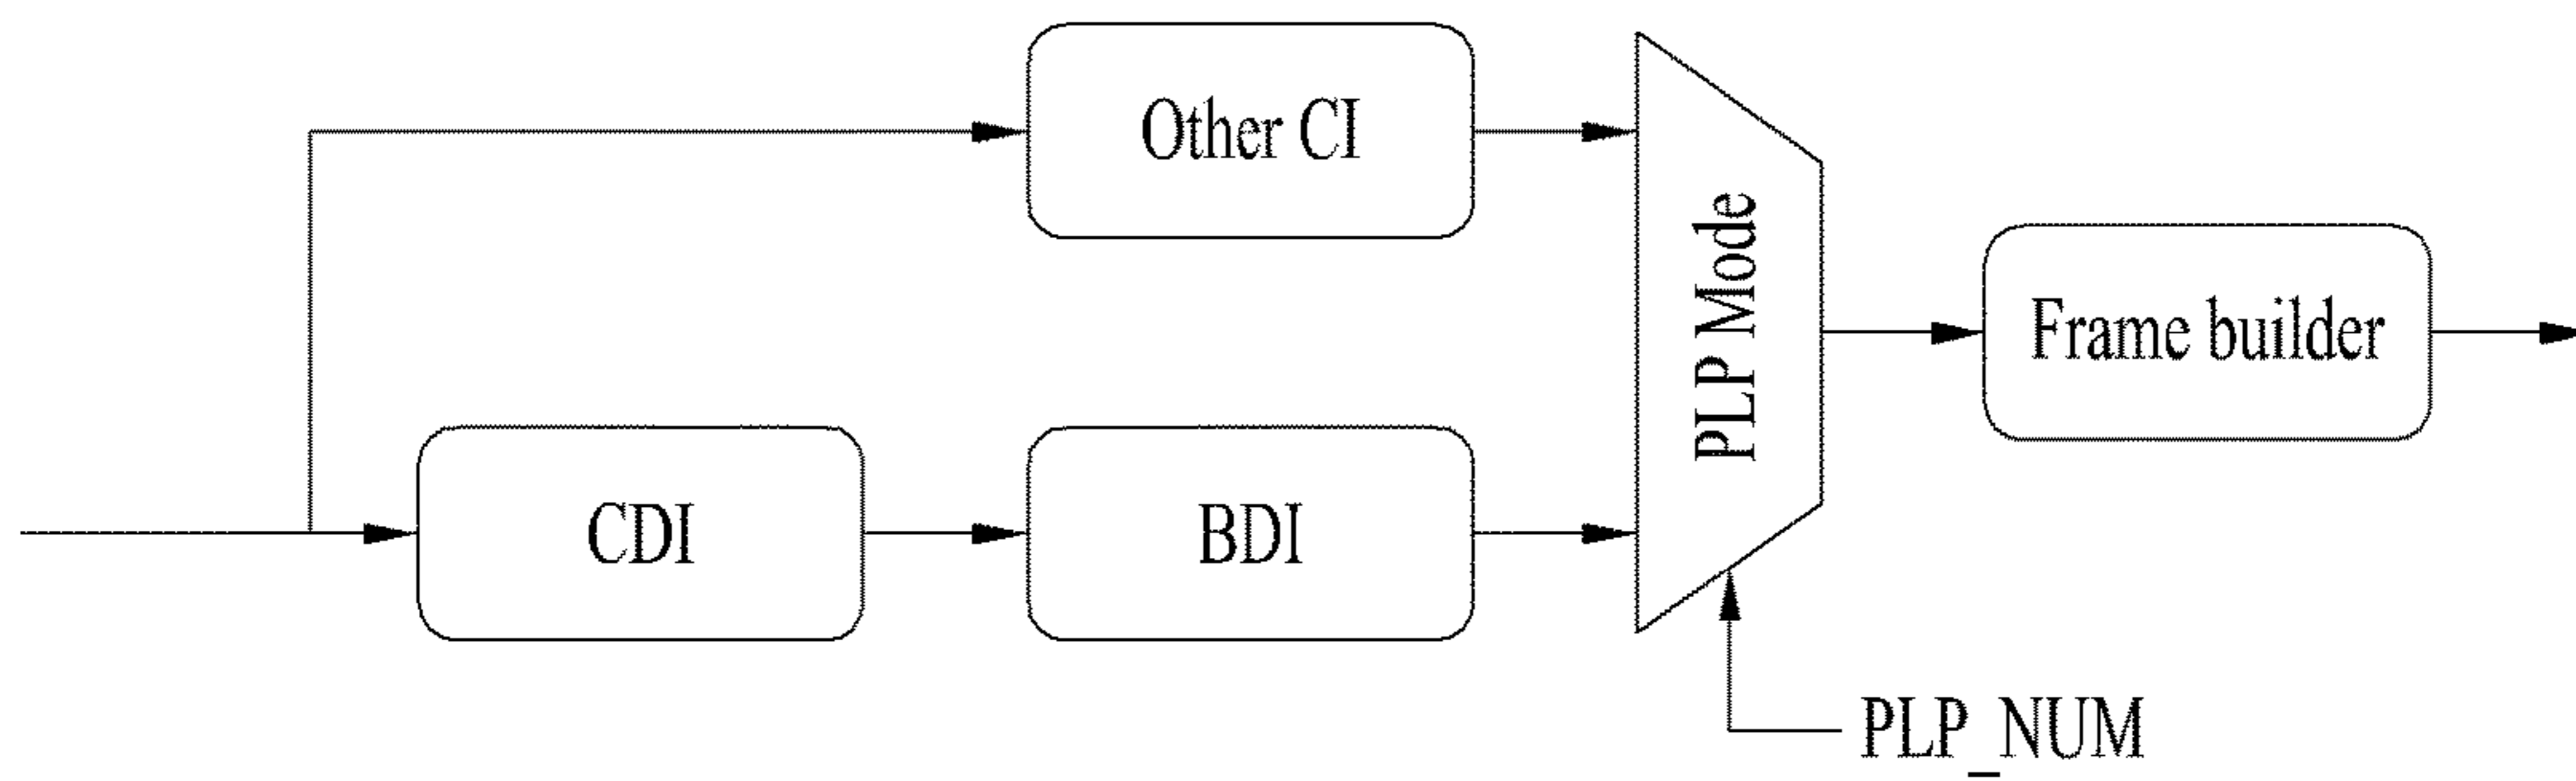 Other CI
PLP Mode
Frame builder
CDI
BDI
PLP_NUM